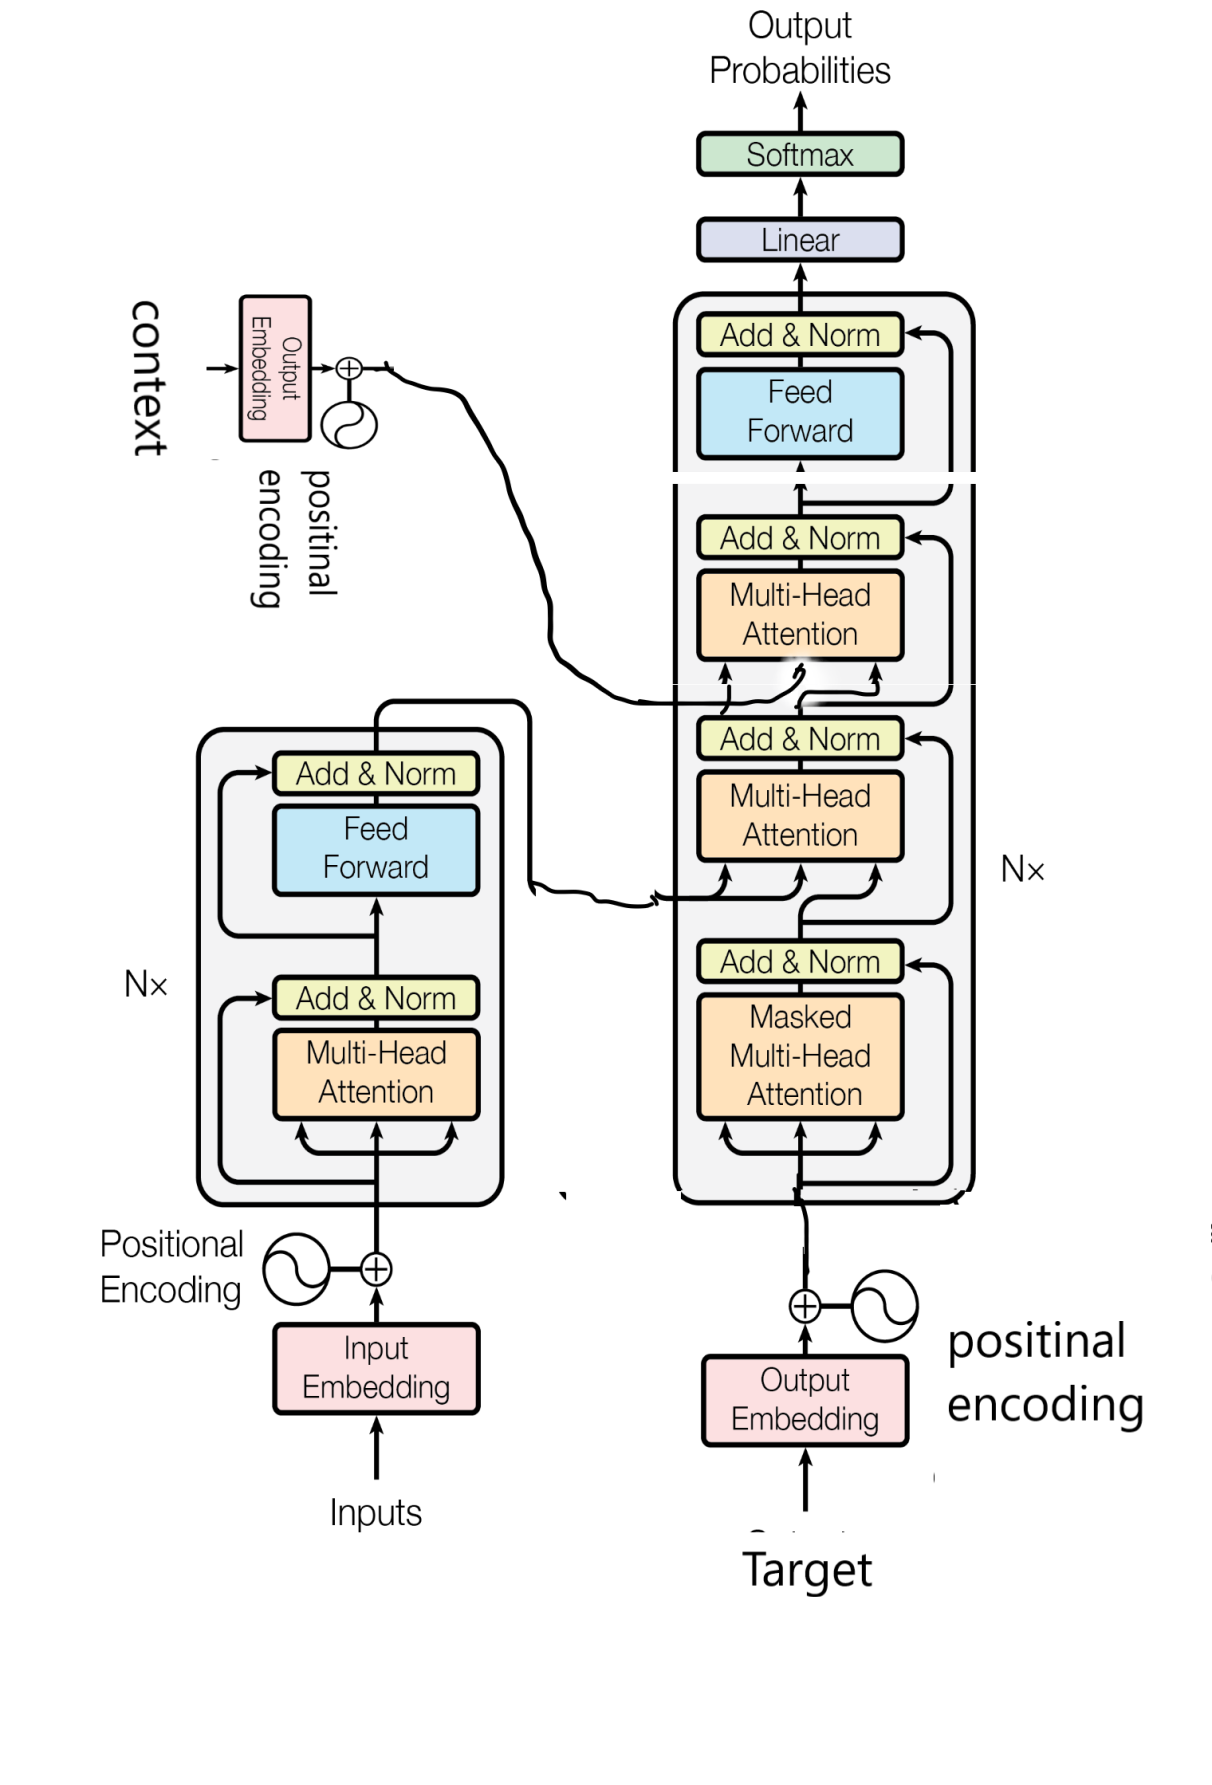 Output
Probabilities
Softmax
Linear
Add & Norm
Feed
Forward
Add & Norm
Multi-Head
Attention
Add & Norm
Multi-Head
Attention
Add & Norm
Masked
Multi-Head
Attention
Nx
context
Output
Embedding
positinal
encoding
Add & Norm
Feed
Forward
Add & Norm
Multi-Head
Attention
Nx
Positional
Encoding
Input
Embedding
Inputs
Output
Embedding
positinal
encoding
Target